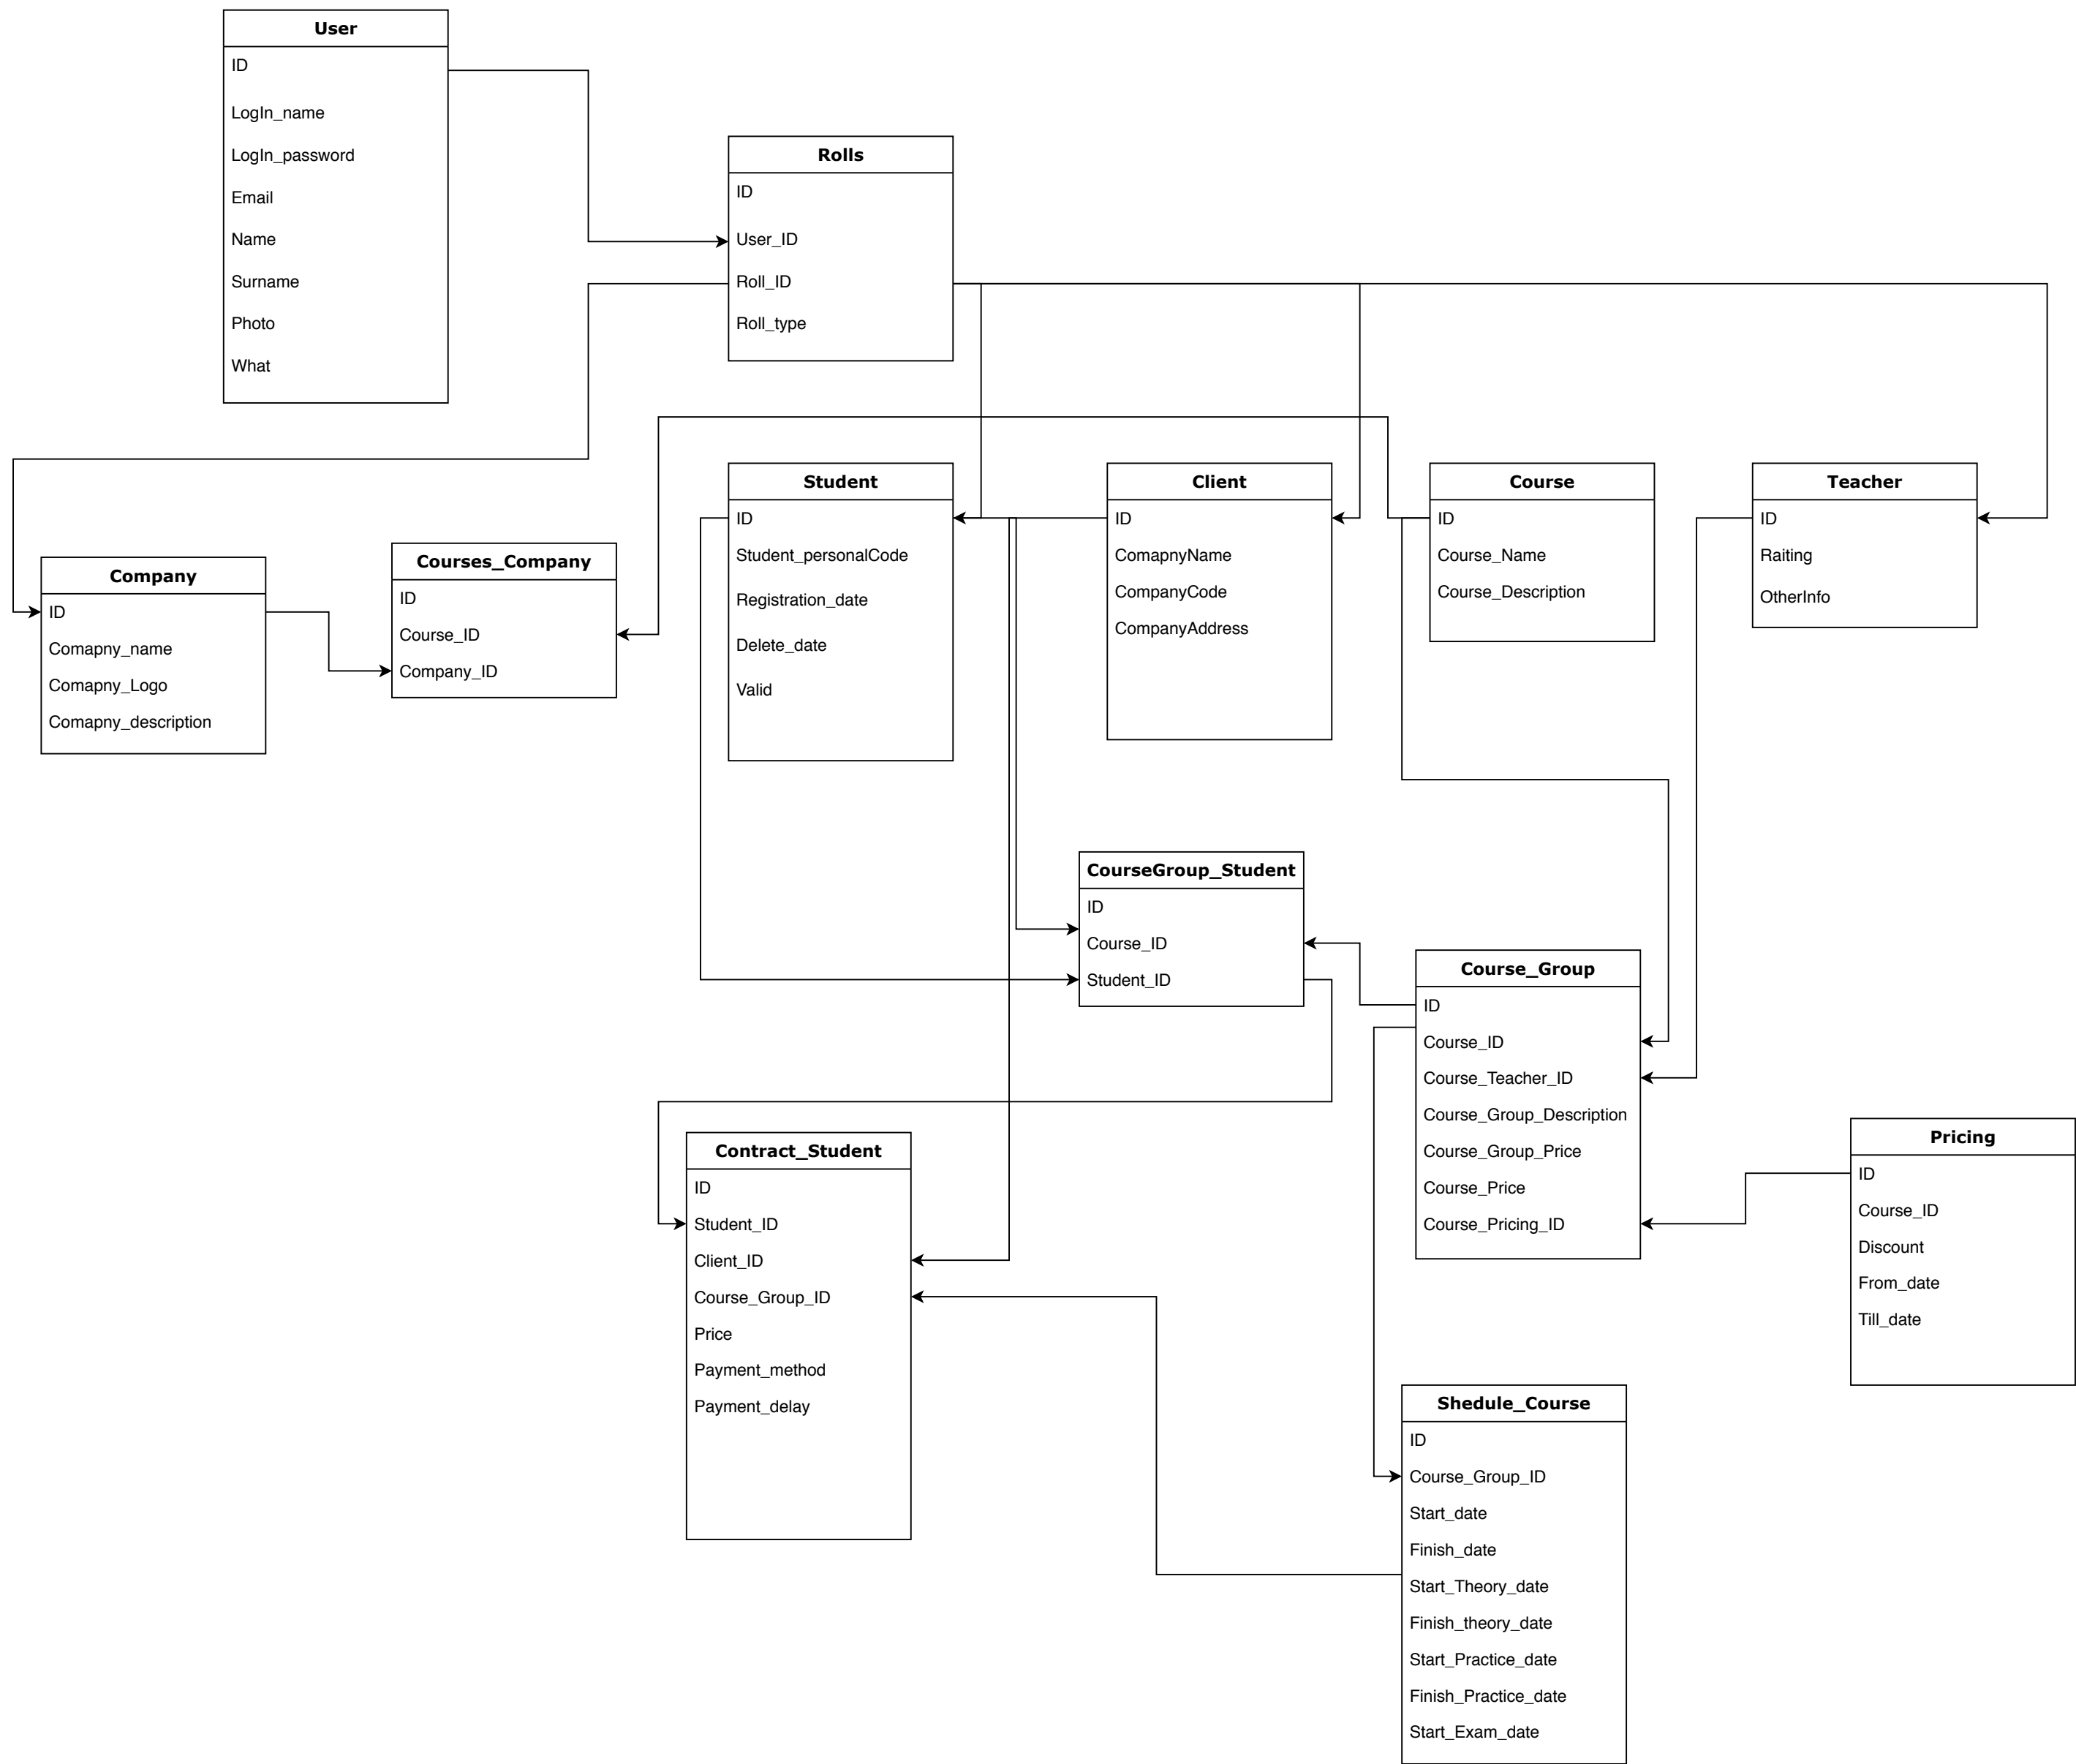 User
ID
LogIn_name
LogIn_password
Email
Name
Surname
Photo
What
Rolls
ID
User_ID
Roll_ID
Roll_type
Company
ID
Comapny_name
Comapny_Logo
Comapny_description
Courses_Company
ID
Course_ID
Company_ID
Student
ID
Student_personalCode
Registration_date
Delete_date
Valid
Client
ID
ComapnyName
CompanyCode
CompanyAddress
Course
ID
Course_Name
Course_Description
Teacher
ID
Raiting
OtherInfo
CourseGroup_Student
ID
Course_ID
Student_ID
Course_Group
ID
Course_ID
Course_Teacher_ID
Course_Group_Description
Course_Group_Price
Course_Price
Course_Pricing_ID
Pricing
ID
Course_ID
Discount
From_date
Till_date
Contract_Student
ID
Student_ID
Client_ID
Course_Group_ID
Price
Payment_method
Payment_delay
Shedule_Course
ID
Course_Group_ID
Start_date
Finish_date
Start_Theory_date
Finish_theory_date
Start_Practice_date
Finish_Practice_date
Start_Exam_date